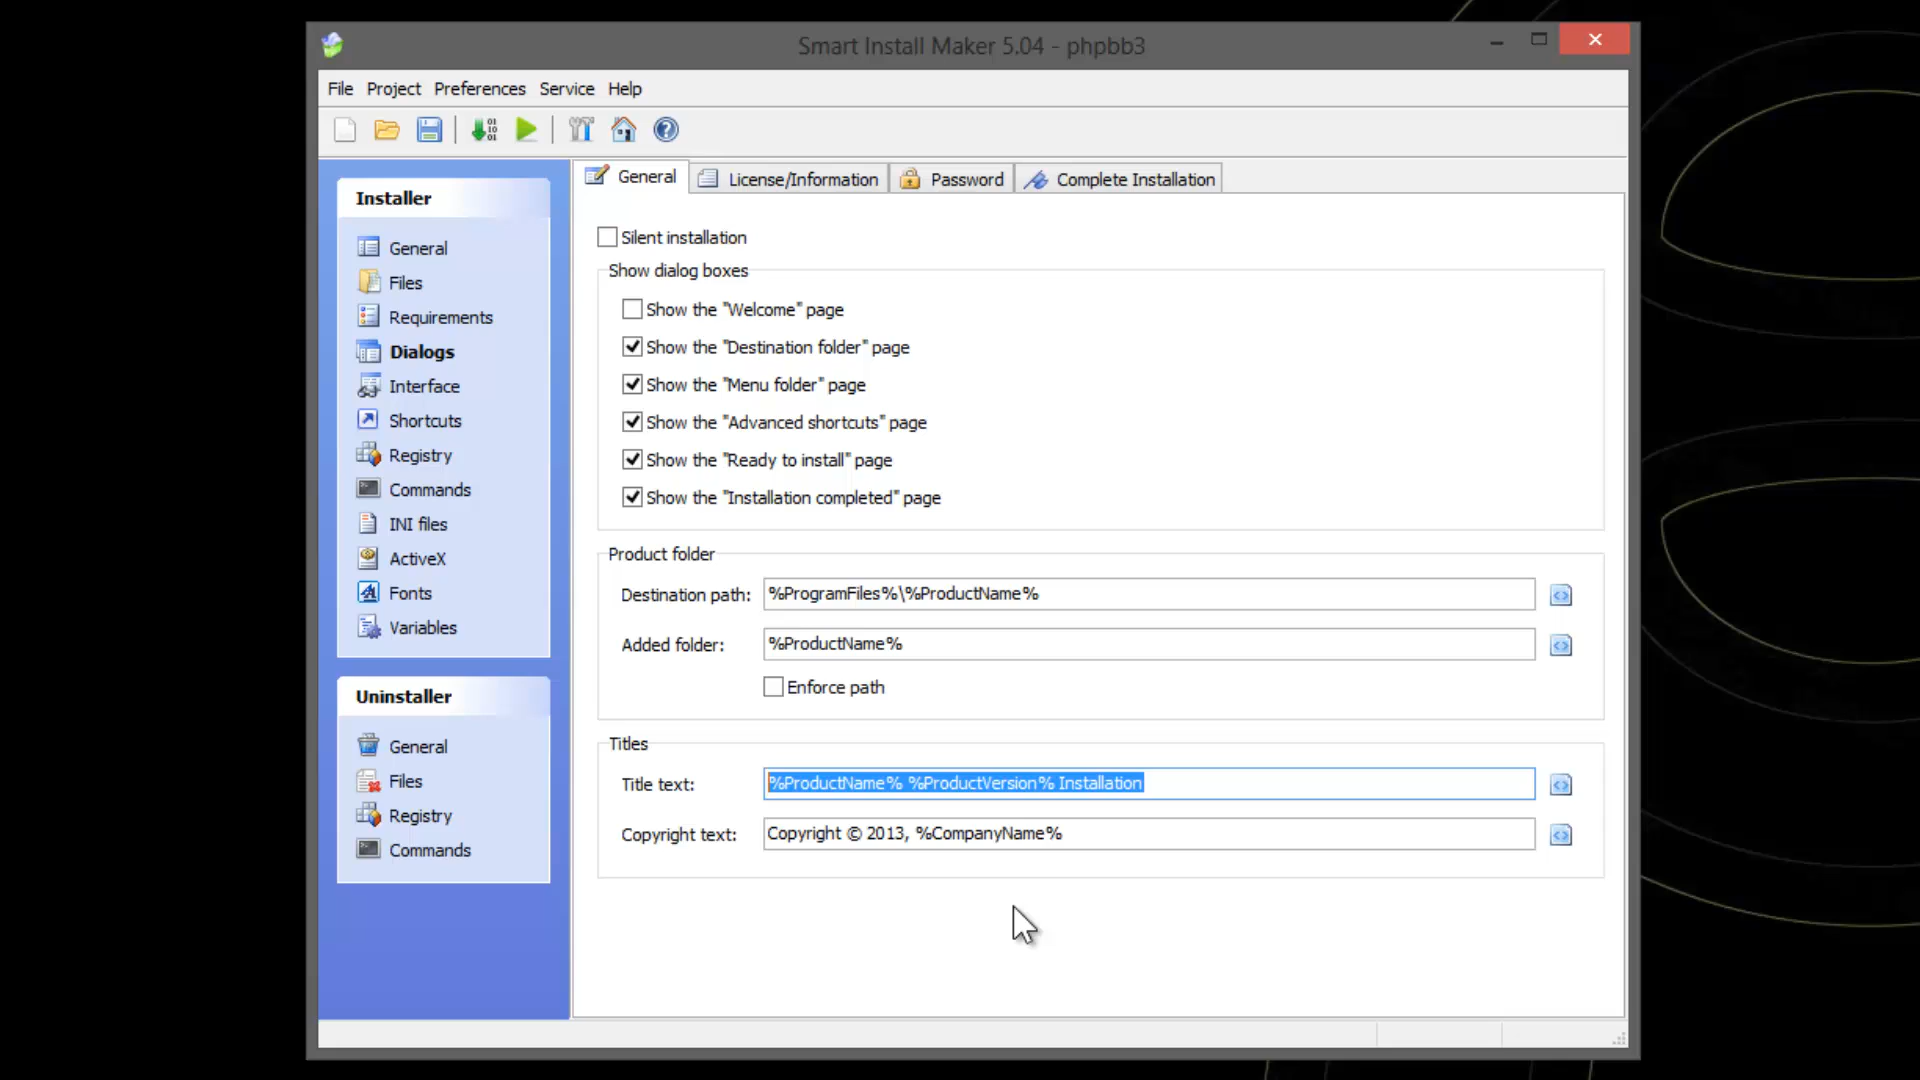 Smart Install Maker 5.04 - phpbb3
File Project Preferences Service Help
General License/Information Password Complete Installation
Installer
General
Files
Requirements
Dialogs
Interface
Shortcuts
Registry
Commands
INI files
ActiveX
Fonts
Variables
Uninstaller
General
Files
Registry
Commands
Silent installation
Show dialog boxes
Show the "Welcome" page
Show the "Destination folder" page
Show the "Menu folder" page
Show the "Advanced shortcuts" page
Show the "Ready to install" page
Show the "Installation completed" page
Product folder
Destination path: %ProgramFiles%\%ProductName%
Added folder: %ProductName%
Enforce path
Titles
Title text: %ProductName% %ProductVersion% Installation
Copyright text: Copyright © 2013, %CompanyName%